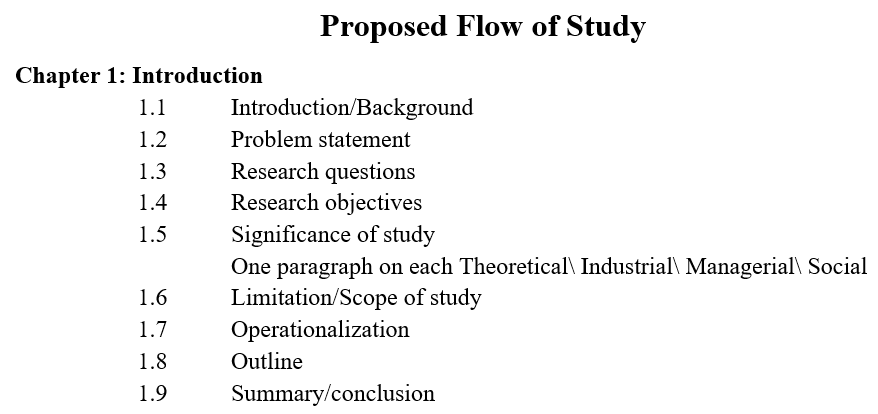 Proposed Flow of Study
Chapter 1: Introduction
1.1 Introduction/Background
1.2 Problem statement
1.3 Research questions
1.4 Research objectives
1.5 Significance of study
One paragraph on each Theoretical\ Industrial\ Managerial\ Social
1.6 Limitation/Scope of study
1.7 Operationalization
1.8 Outline
1.9 Summary/conclusion